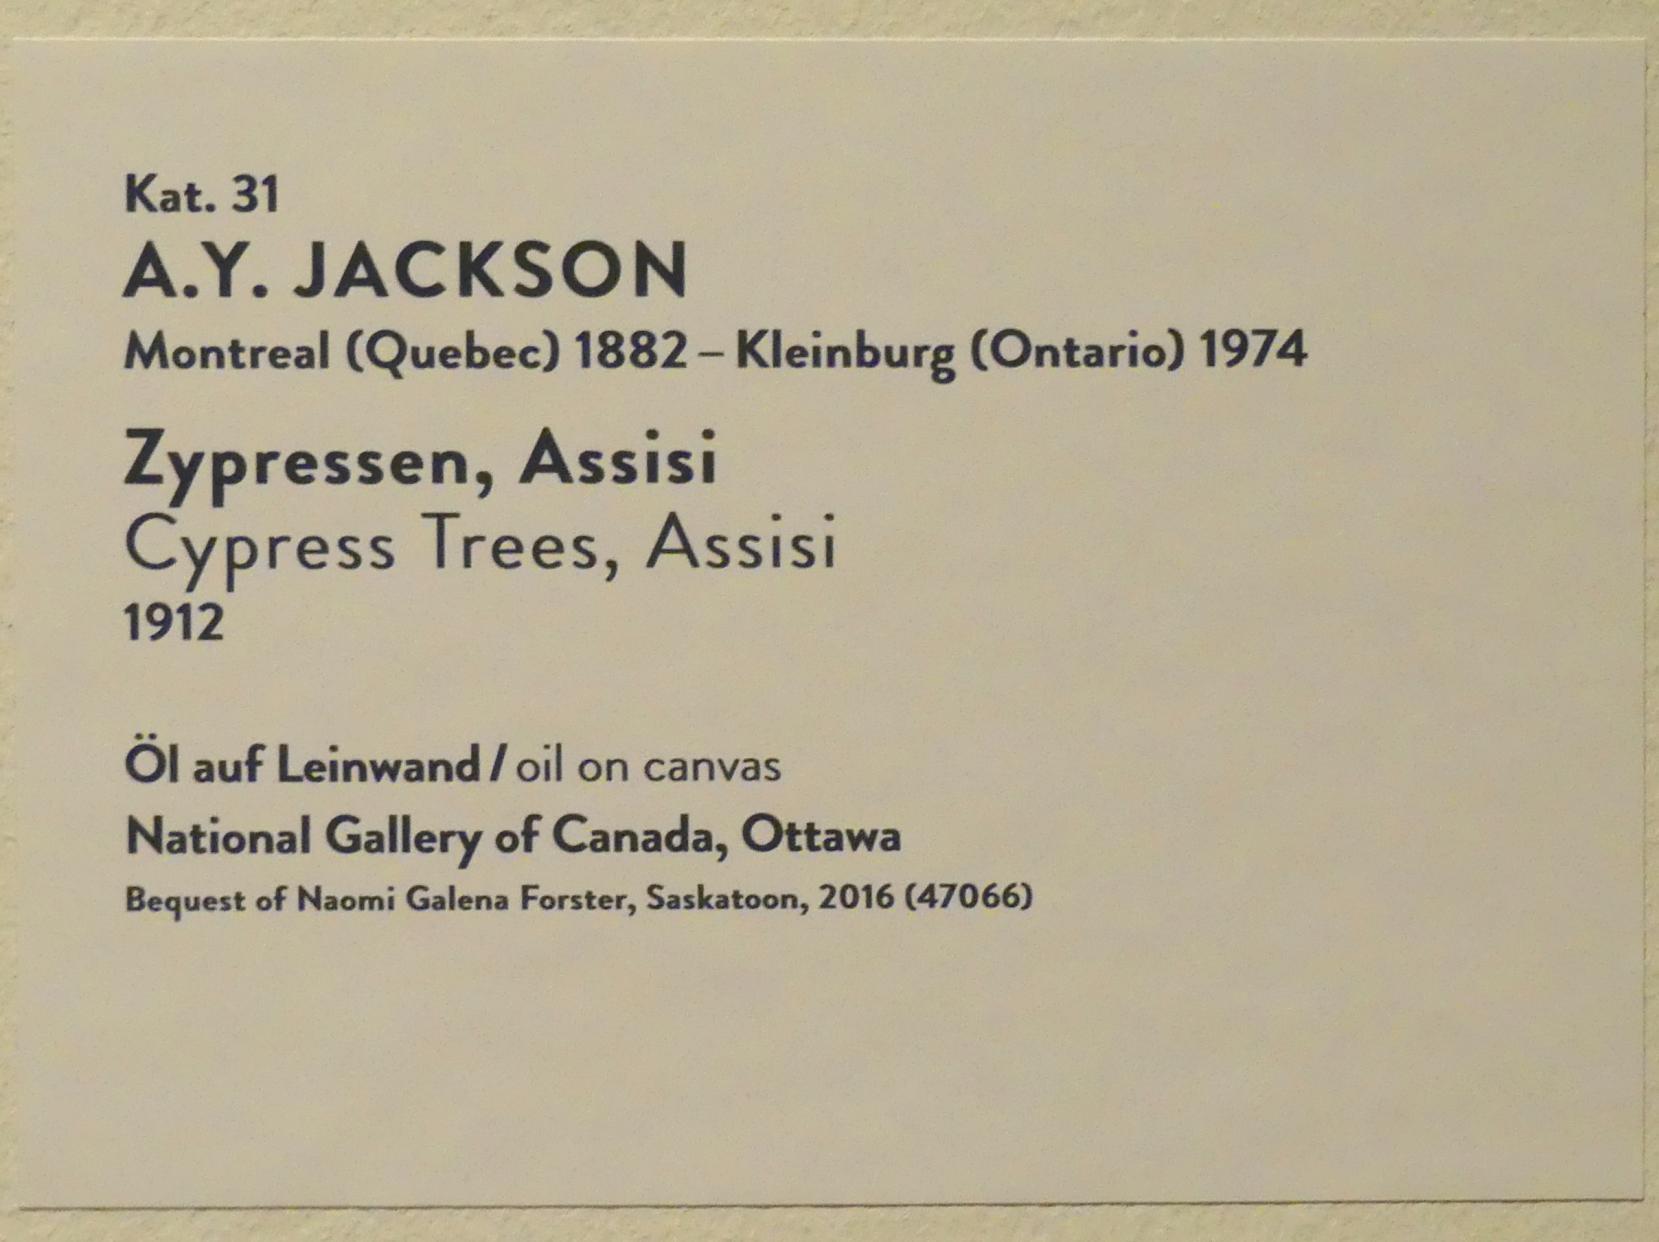 Kat. 31
A.Y. JACKSON
Montreal (Quebec) 1882 – Kleinburg (Ontario) 1974
Zypressen, Assisi
Cypress Trees, Assisi
1912
Öl auf Leinwand / oil on canvas
National Gallery of Canada, Ottawa
Bequest of Naomi Galena Forster, Saskatoon, 2016 (47066)